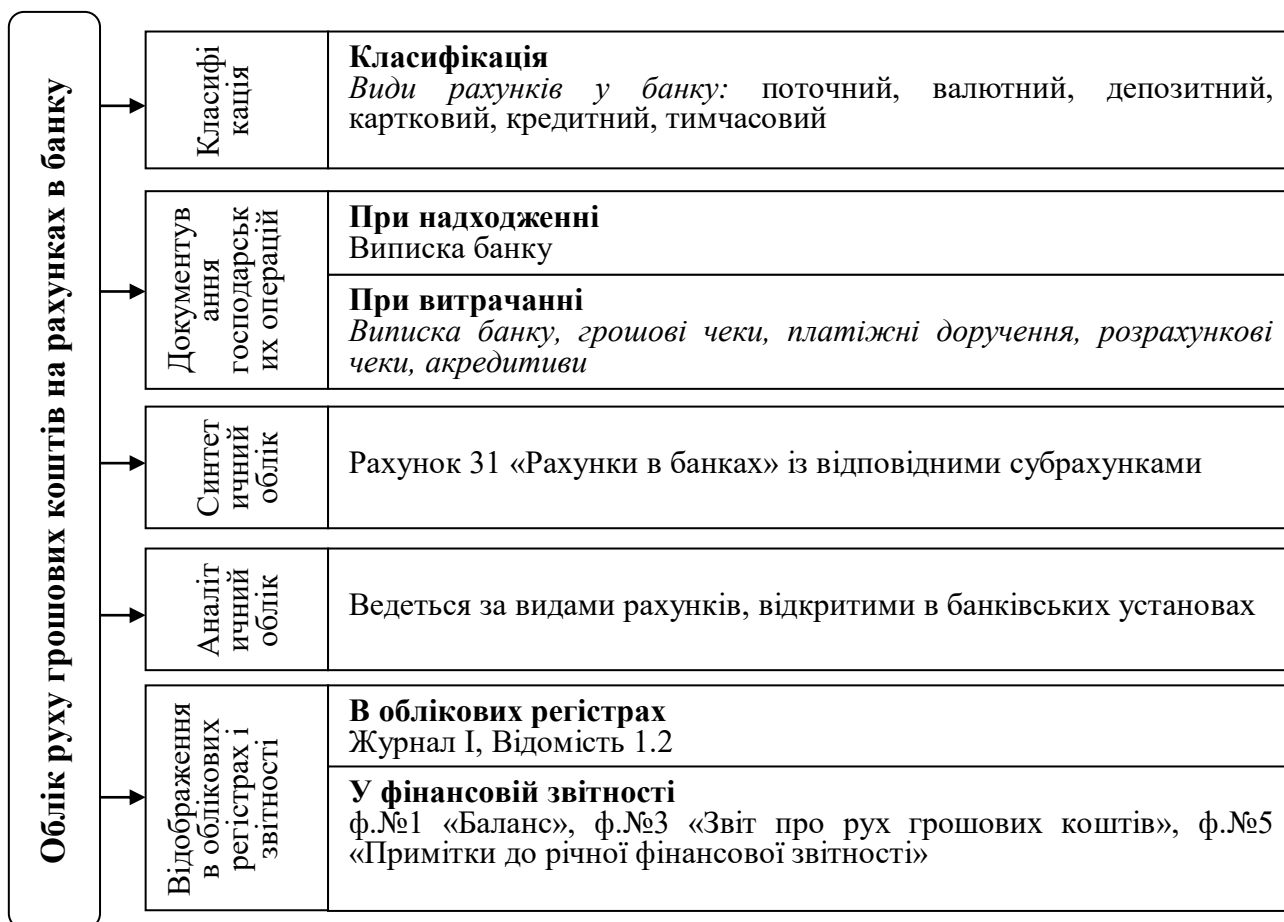 Облік руху грошових коштів на рахунках в банку
Класифі
кація
Класифікація
Види рахунків у банку: поточний, валютний, депозитний,
картковий, кредитний, тимчасовий
Документув
ання
господарськ
их операцій
При надходженні
Виписка банку
При витрачанні
Виписка банку, грошові чеки, платіжні доручення, розрахункові
чеки, акредитиви
Синтет
ичний
облік
Рахунок 31 «Рахунки в банках» із відповідними субрахунками
Аналіт
ичний
облік
Ведеться за видами рахунків, відкритими в банківських установах
Відображення
в облікових
регістрах і
звітності
В облікових регістрах
Журнал І, Відомість 1.2
У фінансовій звітності
ф.№1 «Баланс», ф.№3 «Звіт про рух грошових коштів», ф.№5
«Примітки до річної фінансової звітності»